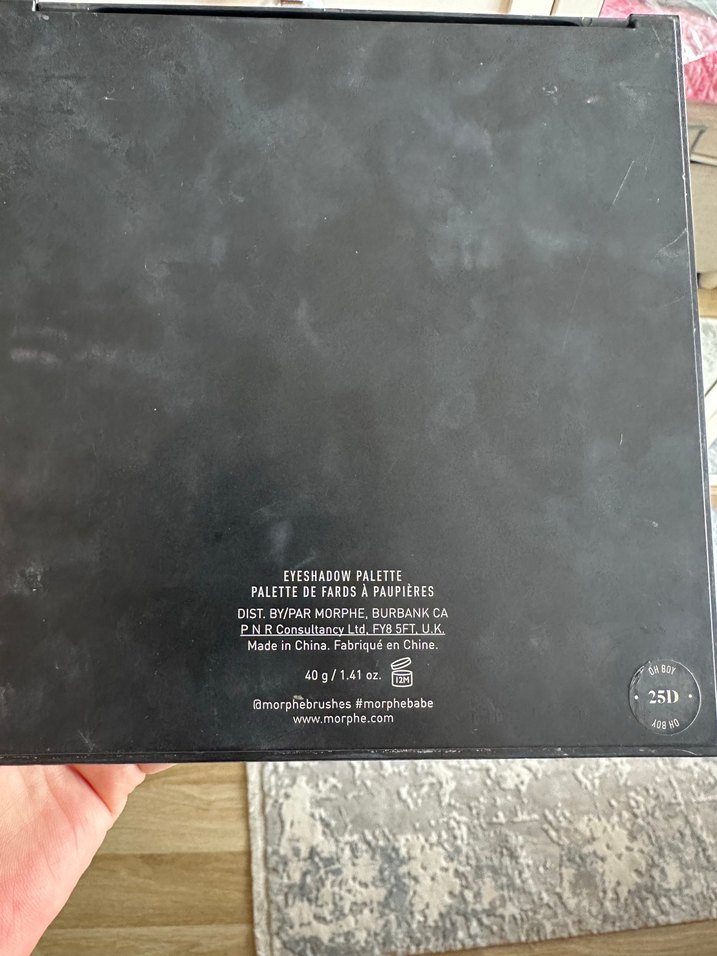 EYESHADOW PALETTE
PALETTE DE FARDS À PAUPIÈRES
DIST. BY/PAR MORPHE, BURBANK CA
P N R Consultancy Ltd, FY8 5FT, U.K.
Made in China. Fabriqué en Chine.
40 g / 1.41 oz.
12M
@morphebrushes #morphebabe
www.morphe.com
OH BOY
• 25D •
OH BOY